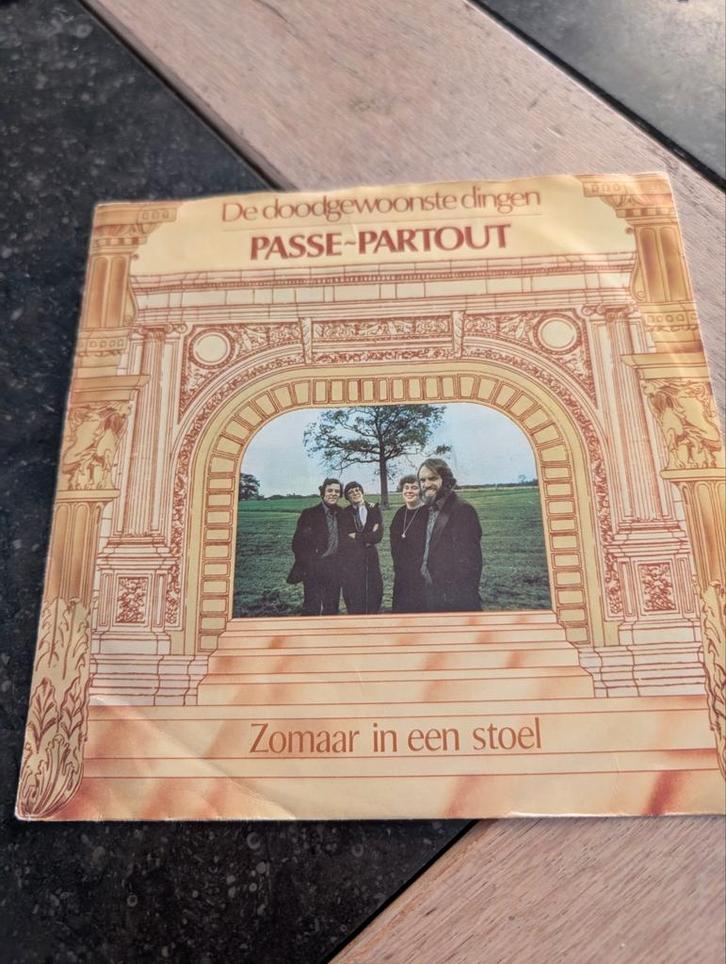 De doodgewoonste dingen
PASSE~PARTOUT
Zomaar in een stoel